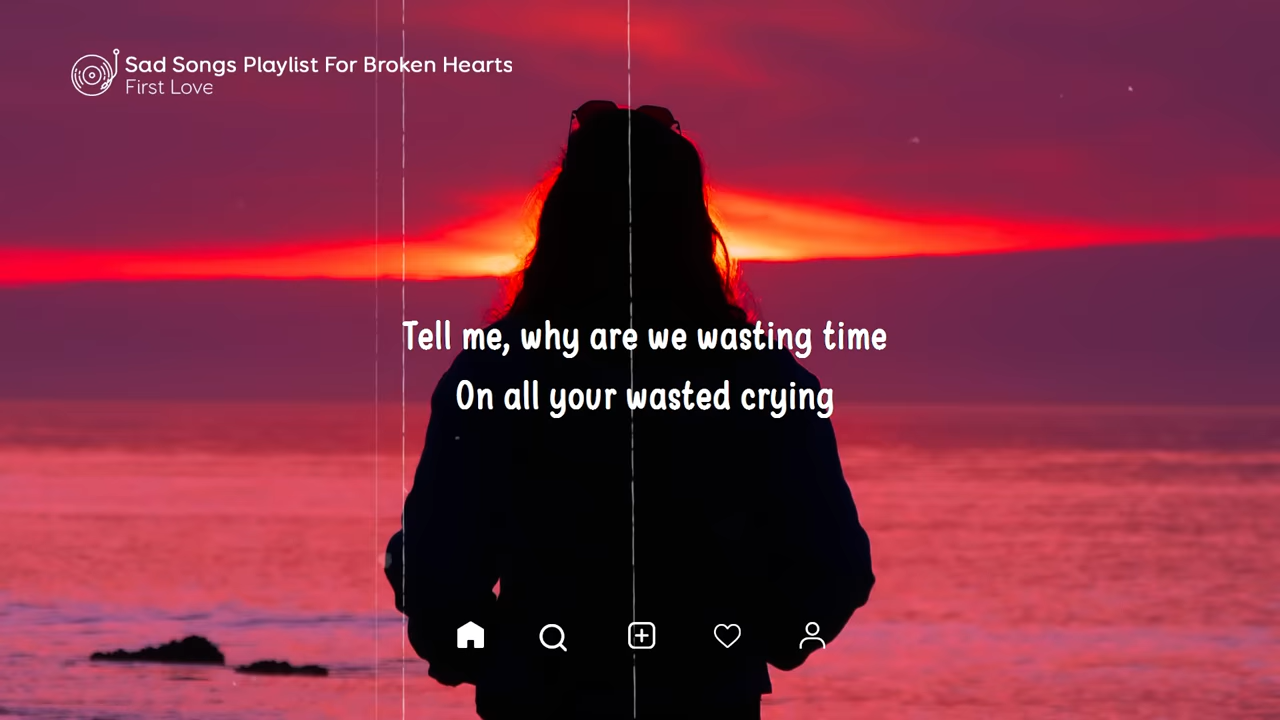 Sad Songs Playlist For Broken Hearts
First Love
Tell me, why are we wasting time
On all your wasted crying